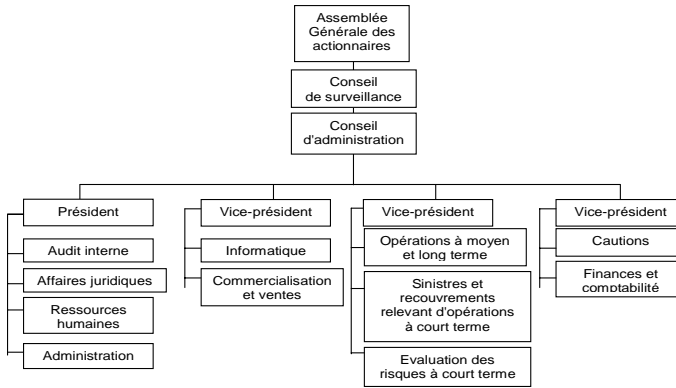 Assemblée
Générale des
actionnaires
Conseil
de surveillance
Conseil
d'administration
Président
Audit interne
Affaires juridiques
Ressources
humaines
Administration
Vice-président
Informatique
Commercialisation
et ventes
Vice-président
Opérations à moyen
et long terme
Sinistres et
recouvrements
relevant d'opérations
à court terme
Evaluation des
risques à court terme
Vice-président
Cautions
Finances et
comptabilité